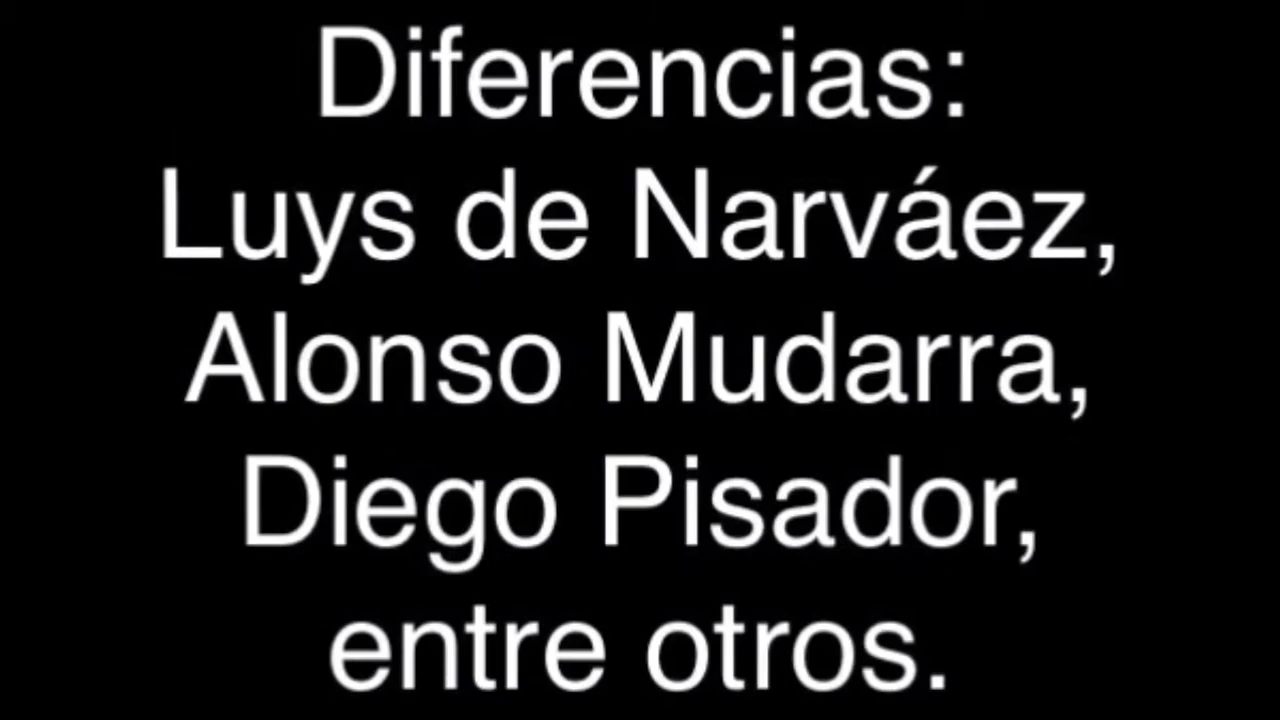 Diferencias:
Luys de Narváez,
Alonso Mudarra,
Diego Pisador,
entre otros.